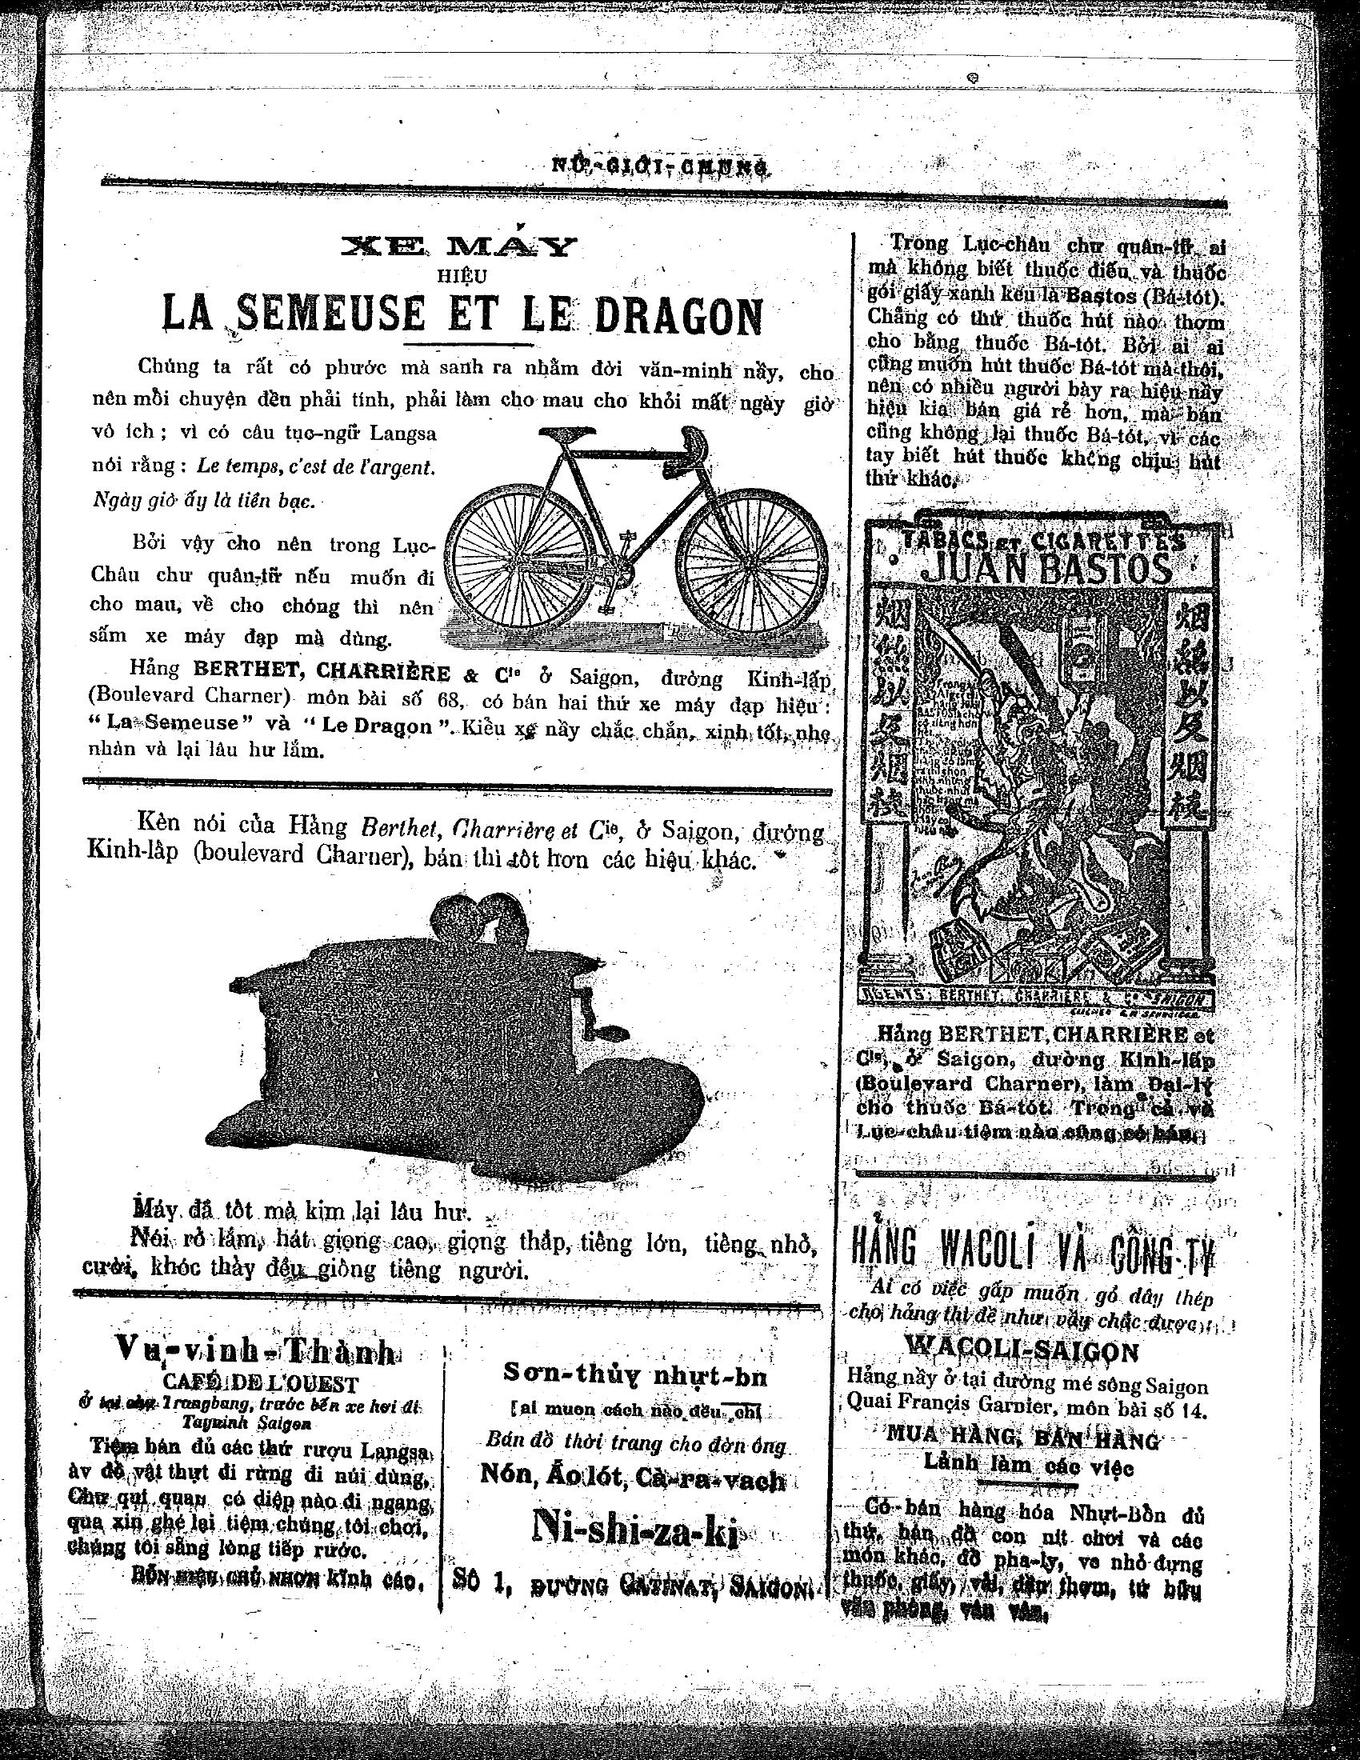 NỮ-GIỚI-CHUNG
XE MÁY
HIỆU
LA SEMEUSE ET LE DRAGON
Chúng ta rất có phước mà sanh ra nhằm đời văn-minh nầy, cho
nên mỗi chuyện đều phải tính, phải làm cho mau cho khỏi mất ngày giờ
vô ích ; vì có câu tục-ngữ Langsa
nói rằng : Le temps, c'est de l'argent.
Ngày giờ ấy là tiền bạc.
Bởi vậy cho nên trong Lục-
Châu chư quân-tử nếu muốn đi
cho mau, về cho chóng thì nên
sắm xe máy đạp mà dùng.
Hảng BERTHET, CHARRIÈRE & Cie ở Saigon, đường Kinh-lấp,
(Boulevard Charner) môn bài số 68, có bán hai thứ xe máy đạp hiệu :
“ La Semeuse ” và “ Le Dragon ”. Kiểu xe nầy chắc chắn, xinh tốt, nhẹ
nhàn và lại lâu hư lắm.
Kèn nói của Hảng Berthet, Charrière et Cie, ở Saigon, đường
Kinh-lấp (boulevard Charner), bán thì tốt hơn các hiệu khác.
Máy đã tốt mà kim lại lâu hư.
Nói rỏ lắm, hát giọng cao, giọng thấp, tiếng lớn, tiếng nhỏ,
cười, khóc thảy đều giống tiếng người.
Vu-vinh-Thành
CAFÉ DE L'OUEST
ở tại chợ Trangbang, trước bến xe hơi đi
Tayninh Saigon
Tiệm bán đủ các thứ rượu Langsa
àv đồ vật thực đi rừng đi núi dùng,
Chư quí quan có diệp nào đi ngang
qua xin ghé lại tiệm chúng tôi chơi,
chúng tôi sẵng lòng tiếp rước.
BỔN HIỆU CHỦ NHƠN kính cáo.
Sơn-thủy nhựt-bn
[ai muon cách nào đều chỉ
Bán đồ thời trang cho đờn ông
Nón, Áo lót, Cà-ra-vach
Ni-shi-za-ki
Số 1, ĐƯỜNG CATINAT, SAIGON.
Trong Lục-châu chư quân-tử ai
mà không biết thuốc điếu và thuốc
gói giấy xanh kêu là Bastos (Bá-tót).
Chẳng có thứ thuốc hút nào thơm
cho bằng thuốc Bá-tót. Bởi ai ai
cũng muốn hút thuốc Bá-tót mà thôi,
nên có nhiều người bày ra hiệu nầy
hiệu kia bán giá rẻ hơn, mà bán
cũng không lại thuốc Bá-tót, vì các
tay biết hút thuốc không chịu hút
thứ khác.
TABACS ET CIGARETTES
JUAN BASTOS
AGENTS : BERTHET, CHARRIÈRE & Cie SAIGON
Hảng BERTHET, CHARRIÈRE et
Cie, ở Saigon, đường Kinh-lấp
(Boulevard Charner), làm Đại-lý
cho thuốc Bá-tót. Trong cả và
Lục-châu tiệm nào cũng có bán.
HẢNG WACOLI VÀ CÔNG-TY
Ai có việc gấp muốn gỏ dây thép
cho hảng thì đề như vầy chắc được :
WACOLI-SAIGON
Hảng nầy ở tại đường mé sông Saigon
Quai Françis Garnier, môn bài số 14.
MUA HÀNG, BÁN HÀNG
Lảnh làm các việc
Có bán hàng hóa Nhựt-Bổn đủ
thứ, bán đồ con nít chơi và các
món khác, đồ pha-ly, ve nhỏ đựng
thuốc, giấy, vải, dầu thơm, tứ bữu
văn phòng, vân vân.